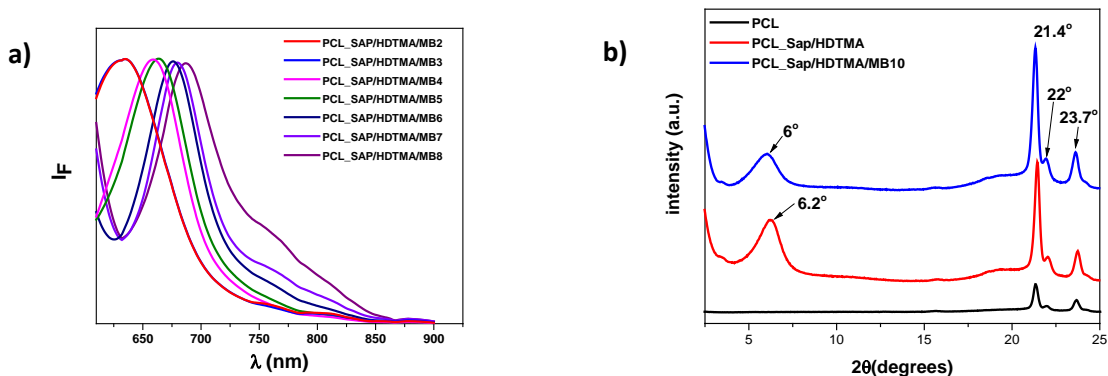 a)
PCL_SAP/HDTMA/MB2
PCL_SAP/HDTMA/MB3
PCL_SAP/HDTMA/MB4
PCL_SAP/HDTMA/MB5
PCL_SAP/HDTMA/MB6
PCL_SAP/HDTMA/MB7
PCL_SAP/HDTMA/MB8
IF
650 700 750 800 850 900
λ (nm)
b)
PCL
PCL_Sap/HDTMA
PCL_Sap/HDTMA/MB10
21.4°
22°
23.7°
6°
6.2°
intensity (a.u.)
5 10 15 20 25
2θ(degrees)